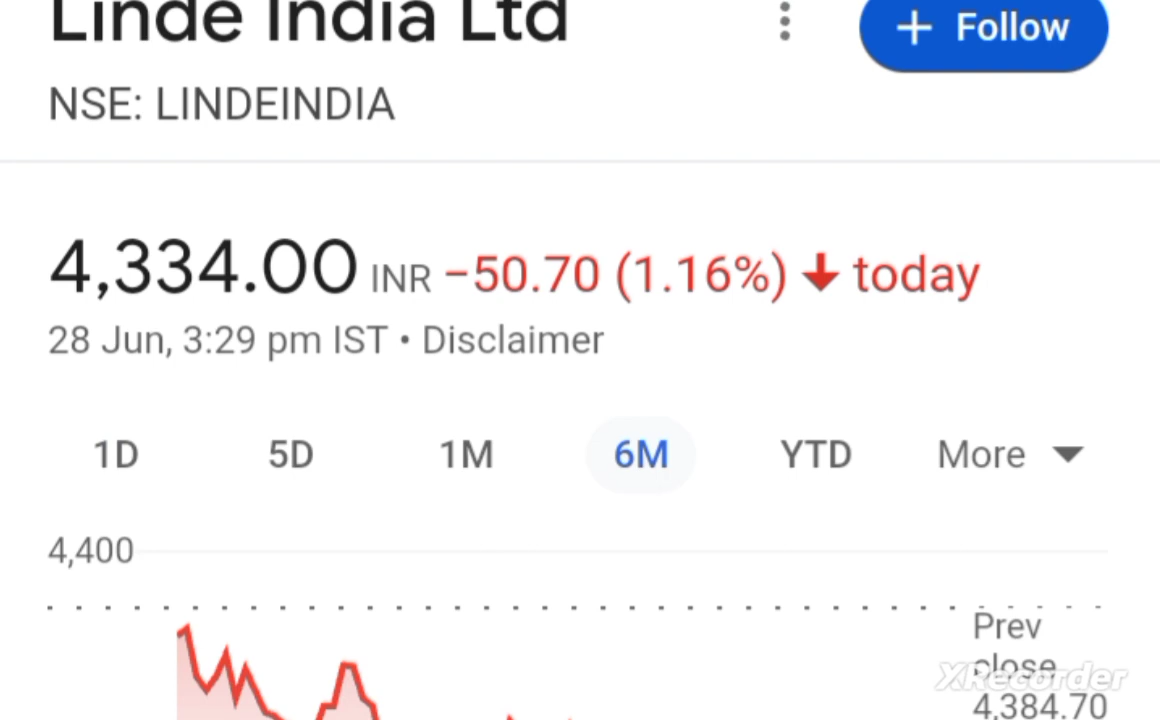 Linde India Ltd
+ Follow
NSE: LINDEINDIA
4,334.00 INR −50.70 (1.16%) ↓ today
28 Jun, 3:29 pm IST • Disclaimer
1D 5D 1M 6M YTD More
4,400
Prev
close
4,384.70
XRecorder